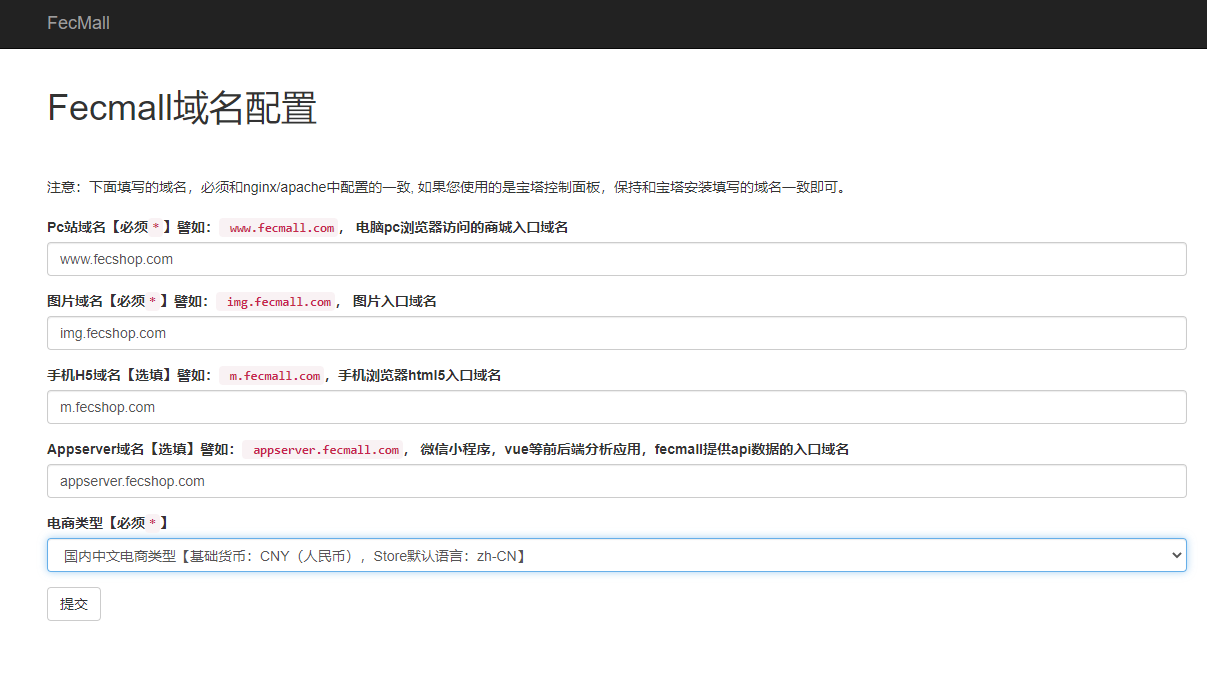 FecMall
Fecmall域名配置
注意：下面填写的域名，必须和nginx/apache中配置的一致, 如果您使用的是宝塔控制面板，保持和宝塔安装填写的域名一致即可。
Pc站域名【必须 * 】譬如： www.fecmall.com ， 电脑pc浏览器访问的商城入口域名
www.fecshop.com
图片域名【必须 * 】譬如： img.fecmall.com ， 图片入口域名
img.fecshop.com
手机H5域名【选填】譬如： m.fecmall.com ，手机浏览器html5入口域名
m.fecshop.com
Appserver域名【选填】譬如： appserver.fecmall.com ， 微信小程序，vue等前后端分析应用，fecmall提供api数据的入口域名
appserver.fecshop.com
电商类型【必须 * 】
国内中文电商类型【基础货币：CNY（人民币），Store默认语言：zh-CN】
提交